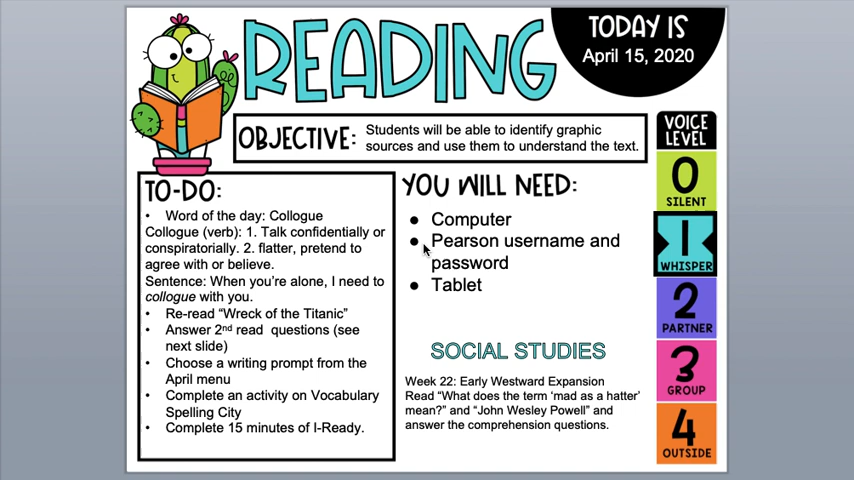 READING
TODAY IS
April 15, 2020
OBJECTIVE:
Students will be able to identify graphic
sources and use them to understand the text.
TO-DO:
• Word of the day: Collogue
Collogue (verb): 1. Talk confidentially or
conspiratorially. 2. flatter, pretend to
agree with or believe.
Sentence: When you're alone, I need to
collogue with you.
• Re-read “Wreck of the Titanic”
• Answer 2nd read questions (see
next slide)
• Choose a writing prompt from the
April menu
• Complete an activity on Vocabulary
Spelling City
• Complete 15 minutes of I-Ready.
YOU WILL NEED:
● Computer
● Pearson username and
password
● Tablet
SOCIAL STUDIES
Week 22: Early Westward Expansion
Read “What does the term ‘mad as a hatter’
mean?” and “John Wesley Powell” and
answer the comprehension questions.
VOICE
LEVEL
0
SILENT
1
WHISPER
2
PARTNER
3
GROUP
4
OUTSIDE